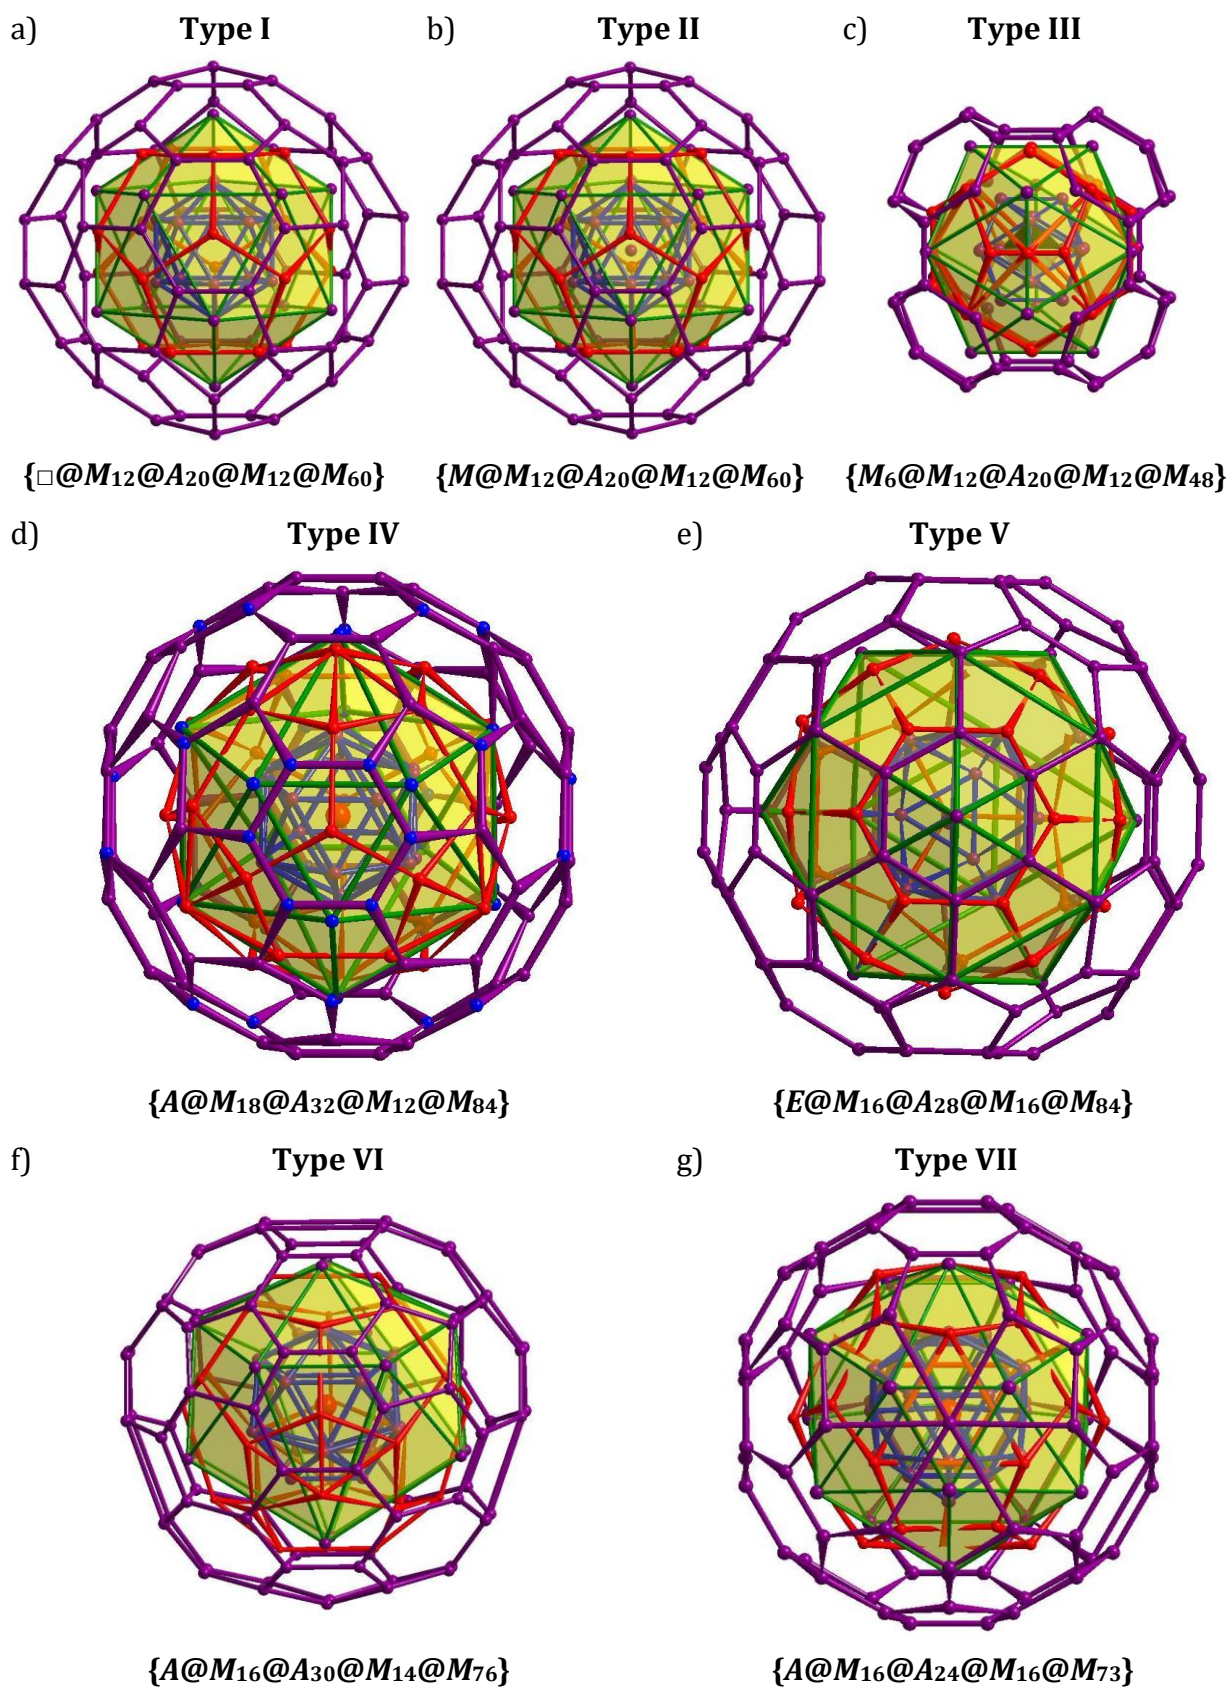 a) Type I b) Type II c) Type III
{□@M₁₂@A₂₀@M₁₂@M₆₀} {M@M₁₂@A₂₀@M₁₂@M₆₀} {M₆@M₁₂@A₂₀@M₁₂@M₄₈}
d) Type IV e) Type V
{A@M₁₈@A₃₂@M₁₂@M₈₄} {E@M₁₆@A₂₈@M₁₆@M₈₄}
f) Type VI g) Type VII
{A@M₁₆@A₃₀@M₁₄@M₇₆} {A@M₁₆@A₂₄@M₁₆@M₇₃}